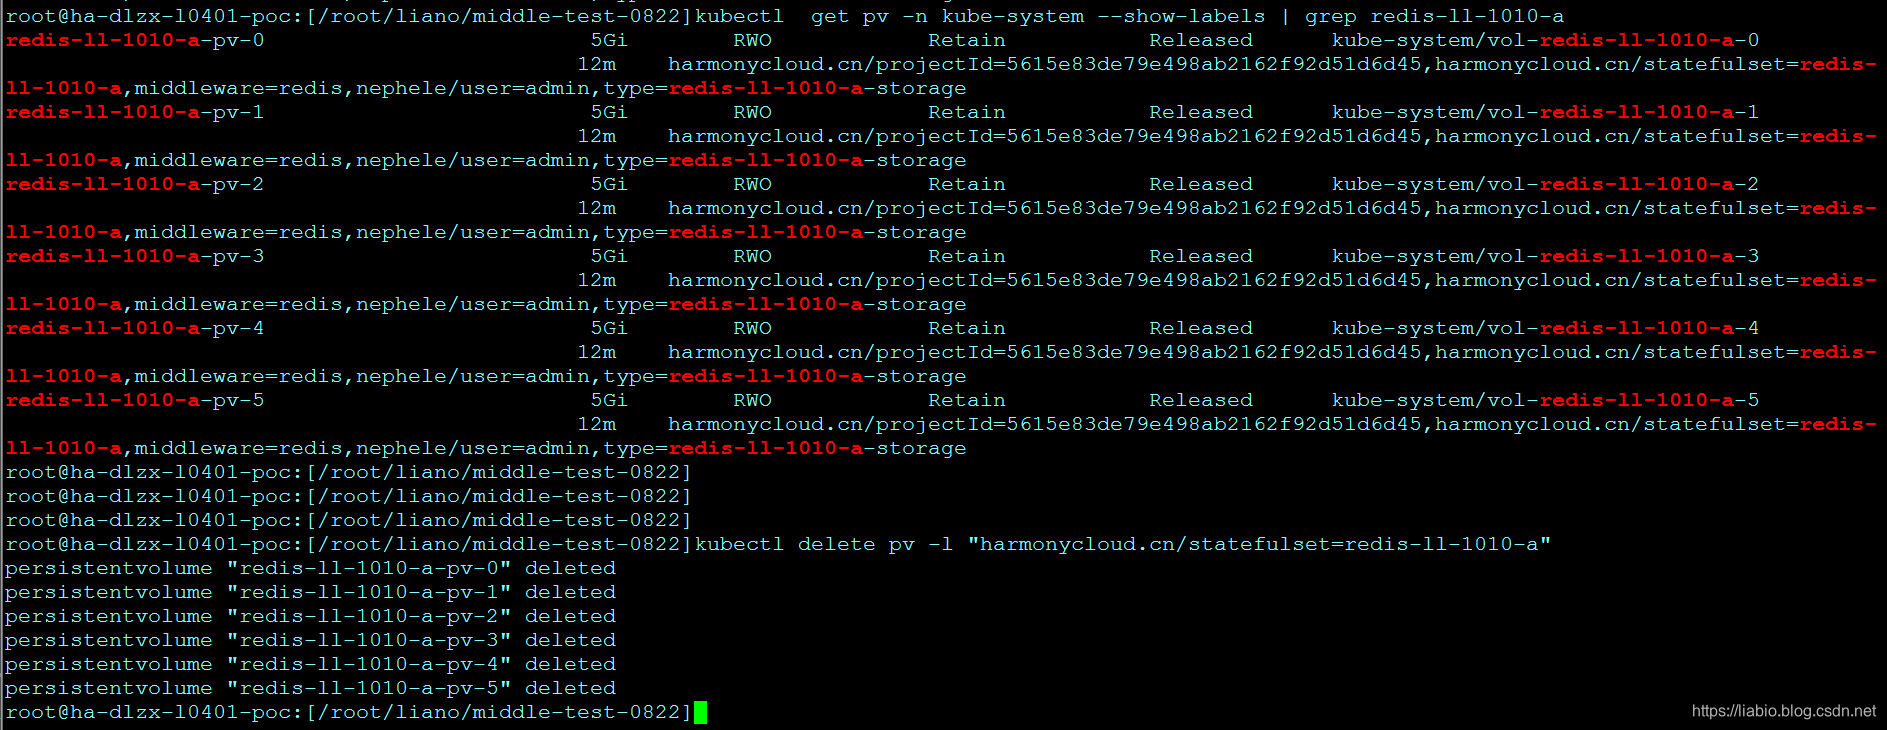 root@ha-dlzx-l0401-poc:[/root/liano/middle-test-0822]kubectl  get pv -n kube-system --show-labels | grep redis-ll-1010-a
redis-ll-1010-a-pv-0 5Gi RWO Retain Released kube-system/vol-redis-ll-1010-a-0
12m harmonycloud.cn/projectId=5615e83de79e498ab2162f92d51d6d45,harmonycloud.cn/statefulset=redis-
ll-1010-a,middleware=redis,nephele/user=admin,type=redis-ll-1010-a-storage
redis-ll-1010-a-pv-1 5Gi RWO Retain Released kube-system/vol-redis-ll-1010-a-1
12m harmonycloud.cn/projectId=5615e83de79e498ab2162f92d51d6d45,harmonycloud.cn/statefulset=redis-
ll-1010-a,middleware=redis,nephele/user=admin,type=redis-ll-1010-a-storage
redis-ll-1010-a-pv-2 5Gi RWO Retain Released kube-system/vol-redis-ll-1010-a-2
12m harmonycloud.cn/projectId=5615e83de79e498ab2162f92d51d6d45,harmonycloud.cn/statefulset=redis-
ll-1010-a,middleware=redis,nephele/user=admin,type=redis-ll-1010-a-storage
redis-ll-1010-a-pv-3 5Gi RWO Retain Released kube-system/vol-redis-ll-1010-a-3
12m harmonycloud.cn/projectId=5615e83de79e498ab2162f92d51d6d45,harmonycloud.cn/statefulset=redis-
ll-1010-a,middleware=redis,nephele/user=admin,type=redis-ll-1010-a-storage
redis-ll-1010-a-pv-4 5Gi RWO Retain Released kube-system/vol-redis-ll-1010-a-4
12m harmonycloud.cn/projectId=5615e83de79e498ab2162f92d51d6d45,harmonycloud.cn/statefulset=redis-
ll-1010-a,middleware=redis,nephele/user=admin,type=redis-ll-1010-a-storage
redis-ll-1010-a-pv-5 5Gi RWO Retain Released kube-system/vol-redis-ll-1010-a-5
12m harmonycloud.cn/projectId=5615e83de79e498ab2162f92d51d6d45,harmonycloud.cn/statefulset=redis-
ll-1010-a,middleware=redis,nephele/user=admin,type=redis-ll-1010-a-storage
root@ha-dlzx-l0401-poc:[/root/liano/middle-test-0822]
root@ha-dlzx-l0401-poc:[/root/liano/middle-test-0822]
root@ha-dlzx-l0401-poc:[/root/liano/middle-test-0822]
root@ha-dlzx-l0401-poc:[/root/liano/middle-test-0822]kubectl delete pv -l "harmonycloud.cn/statefulset=redis-ll-1010-a"
persistentvolume "redis-ll-1010-a-pv-0" deleted
persistentvolume "redis-ll-1010-a-pv-1" deleted
persistentvolume "redis-ll-1010-a-pv-2" deleted
persistentvolume "redis-ll-1010-a-pv-3" deleted
persistentvolume "redis-ll-1010-a-pv-4" deleted
persistentvolume "redis-ll-1010-a-pv-5" deleted
root@ha-dlzx-l0401-poc:[/root/liano/middle-test-0822]
https://liabio.blog.csdn.net